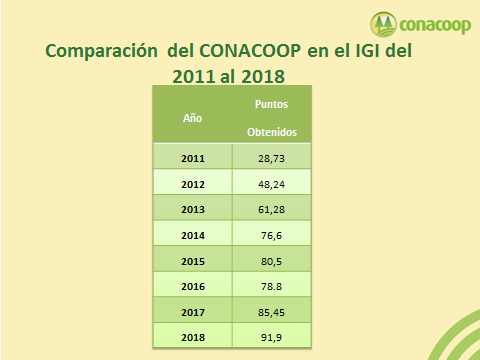 conacoop
Comparación del CONACOOP en el IGI del
2011 al 2018
Año Puntos
Obtenidos
2011 28,73
2012 48,24
2013 61,28
2014 76,6
2015 80,5
2016 78.8
2017 85,45
2018 91,9